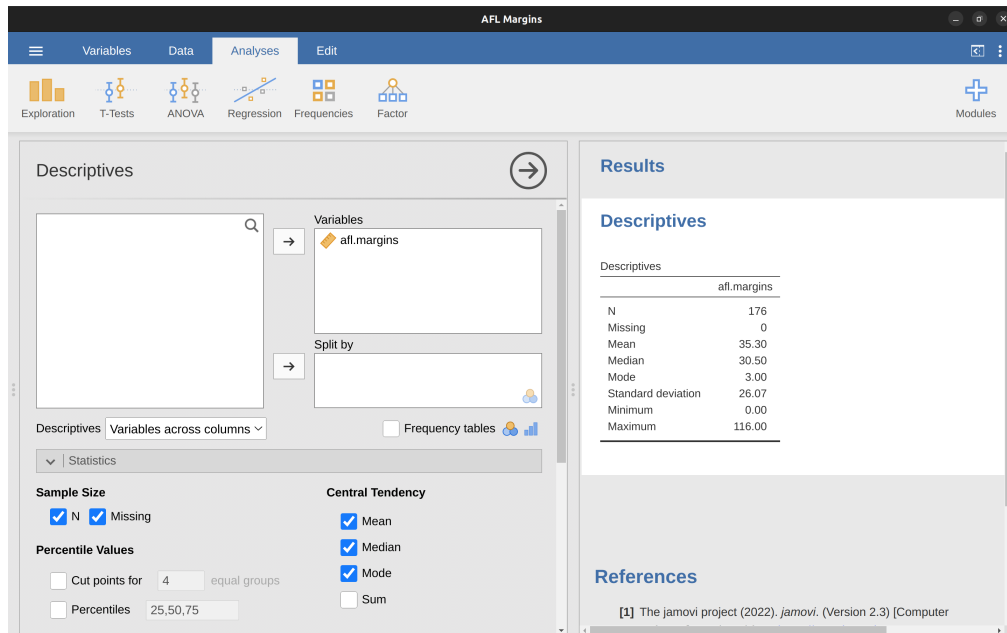 AFL Margins
Variables Data Analyses Edit
Exploration T-Tests ANOVA Regression Frequencies Factor Modules
Descriptives
Variables
afl.margins
Split by
Descriptives Variables across columns Frequency tables
Statistics
Sample Size
N Missing
Percentile Values
Cut points for 4 equal groups
Percentiles 25,50,75
Central Tendency
Mean
Median
Mode
Sum
Results
Descriptives
Descriptives
afl.margins
N 176
Missing 0
Mean 35.30
Median 30.50
Mode 3.00
Standard deviation 26.07
Minimum 0.00
Maximum 116.00
References
[1] The jamovi project (2022). jamovi. (Version 2.3) [Computer